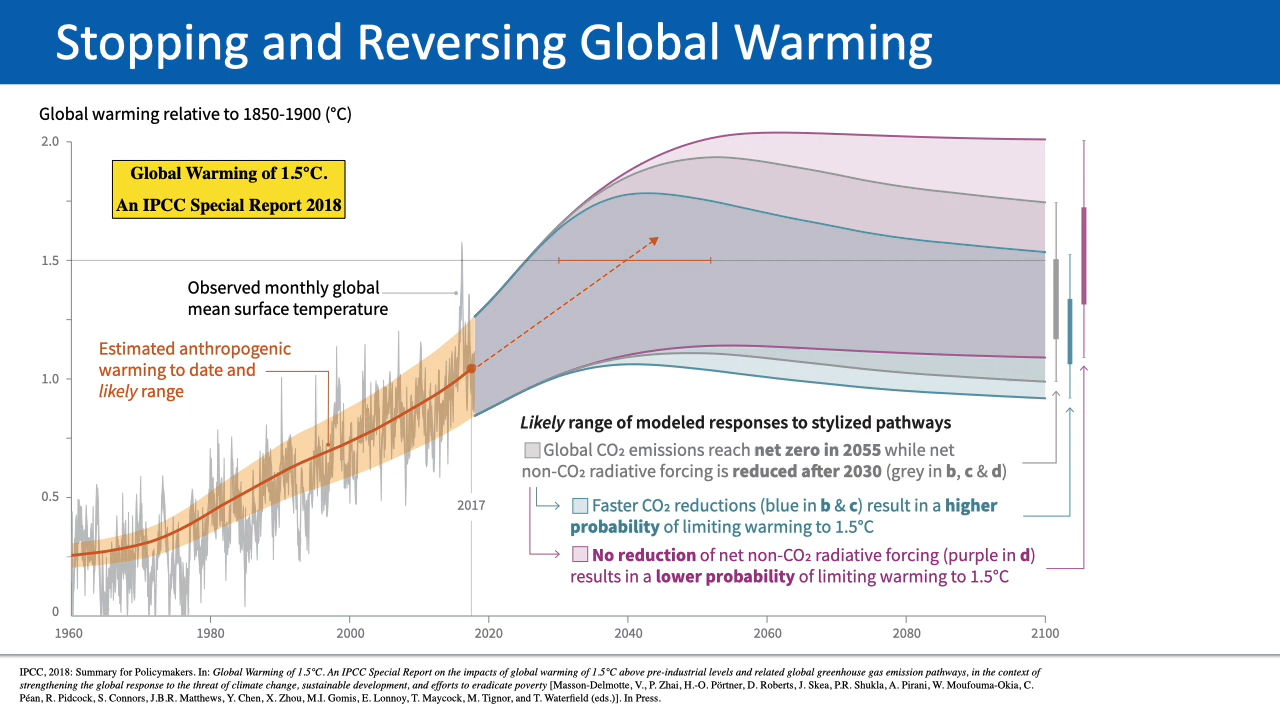 Stopping and Reversing Global Warming
Global warming relative to 1850-1900 (°C)
2.0
Global Warming of 1.5°C.
An IPCC Special Report 2018
1.5
Observed monthly global
mean surface temperature
Estimated anthropogenic
warming to date and
likely range
1.0
Likely range of modeled responses to stylized pathways
Global CO₂ emissions reach net zero in 2055 while net
non-CO₂ radiative forcing is reduced after 2030 (grey in b, c & d)
0.5
2017
Faster CO₂ reductions (blue in b & c) result in a higher
probability of limiting warming to 1.5°C
No reduction of net non-CO₂ radiative forcing (purple in d)
results in a lower probability of limiting warming to 1.5°C
0
1960 1980 2000 2020 2040 2060 2080 2100
IPCC, 2018: Summary for Policymakers. In: Global Warming of 1.5°C. An IPCC Special Report on the impacts of global warming of 1.5°C above pre-industrial levels and related global greenhouse gas emission pathways, in the context of
strengthening the global response to the threat of climate change, sustainable development, and efforts to eradicate poverty [Masson-Delmotte, V., P. Zhai, H.-O. Pörtner, D. Roberts, J. Skea, P.R. Shukla, A. Pirani, W. Moufouma-Okia, C.
Péan, R. Pidcock, S. Connors, J.B.R. Matthews, Y. Chen, X. Zhou, M.I. Gomis, E. Lonnoy, T. Maycock, M. Tignor, and T. Waterfield (eds.)]. In Press.